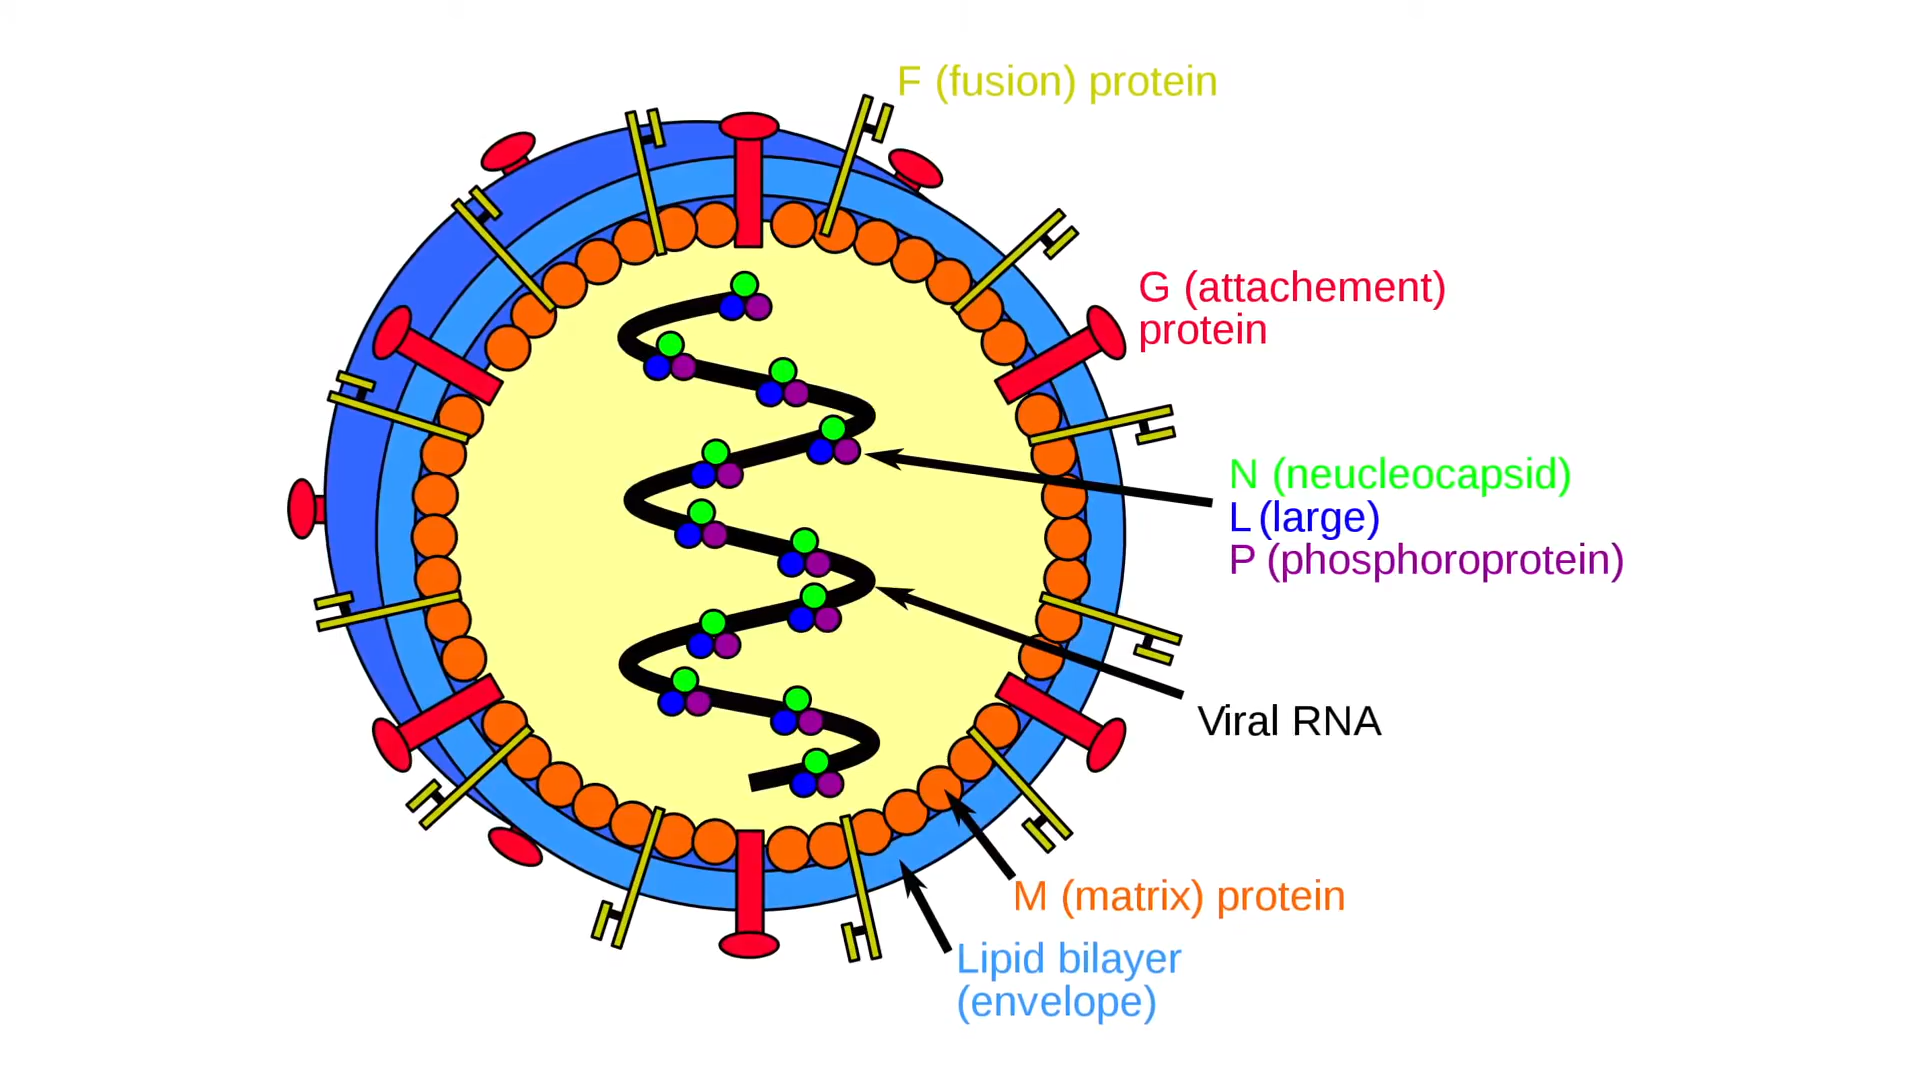 F (fusion) protein
G (attachement)
protein
N (neucleocapsid)
L (large)
P (phosphoroprotein)
Viral RNA
M (matrix) protein
Lipid bilayer
(envelope)